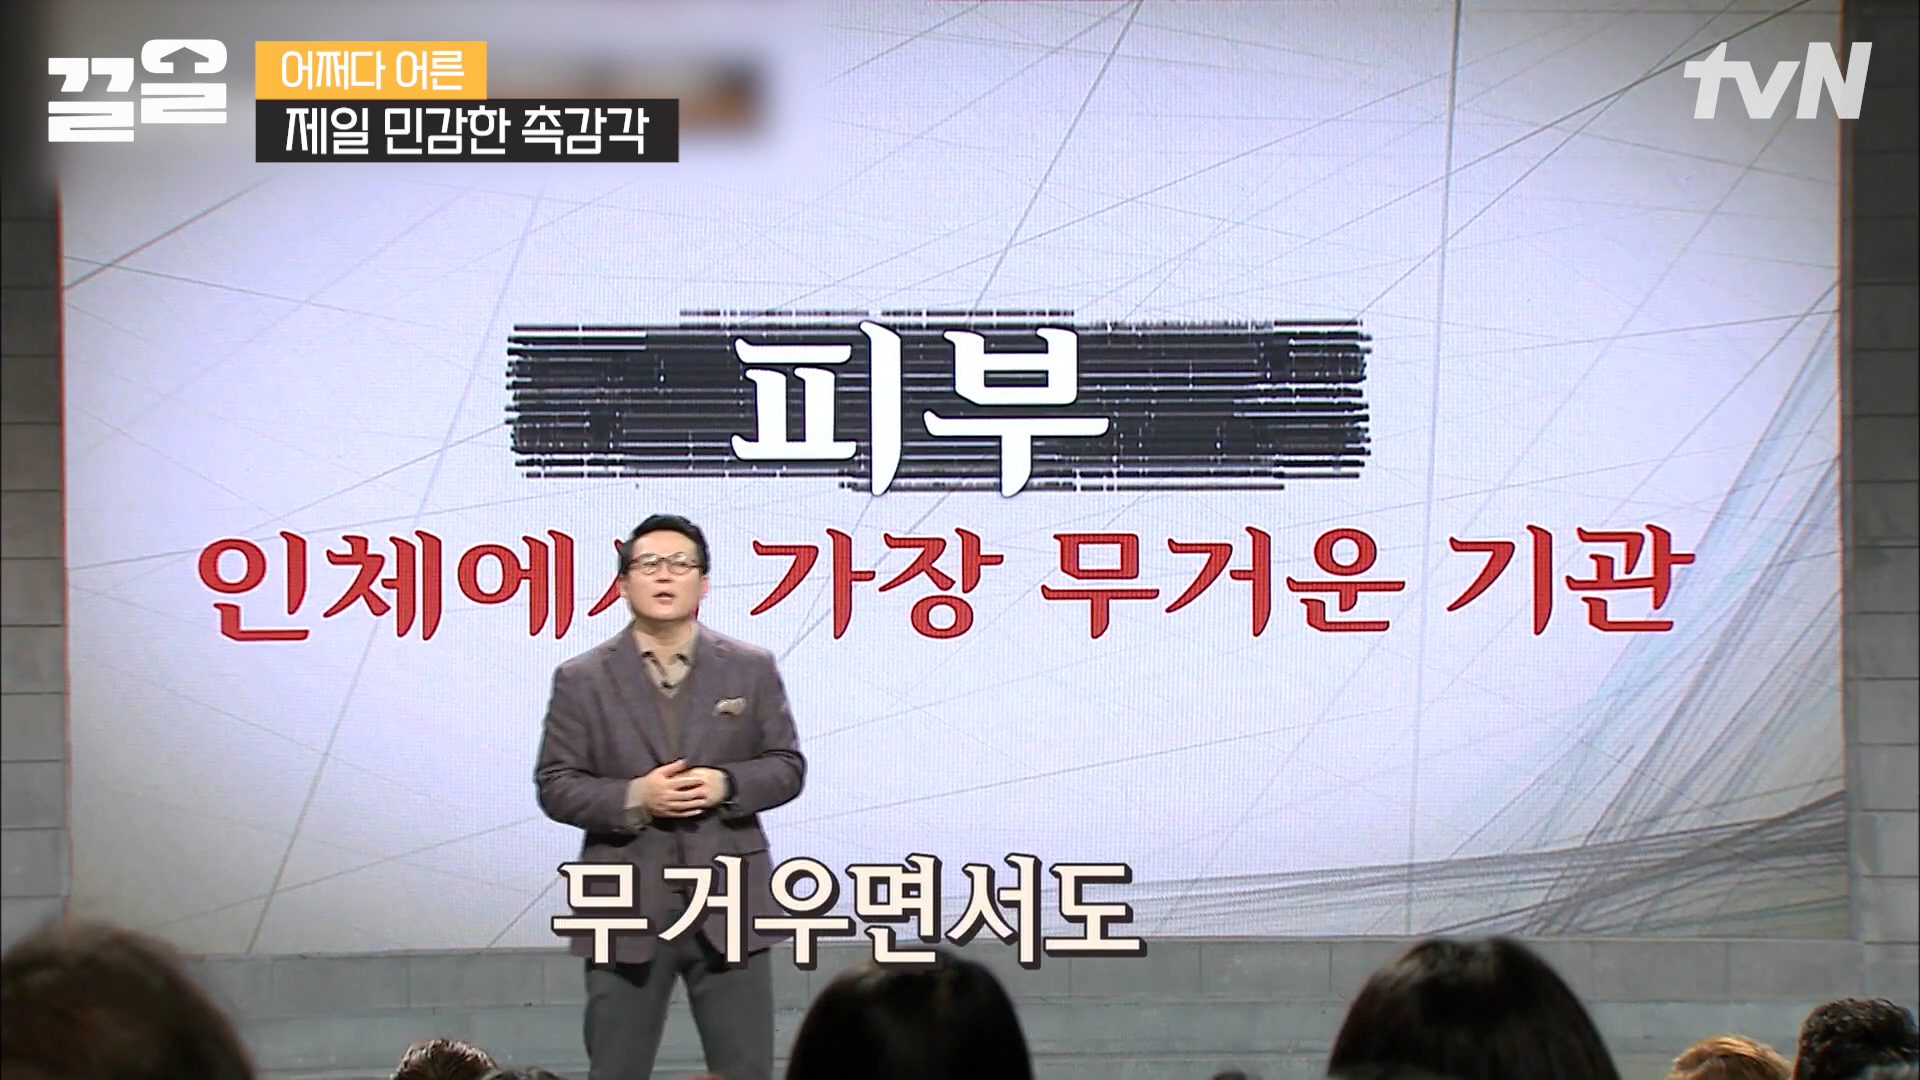 끌올
어쩌다 어른
제일 민감한 촉감각
tvN
피부
인체에서 가장 무거운 기관
무거우면서도